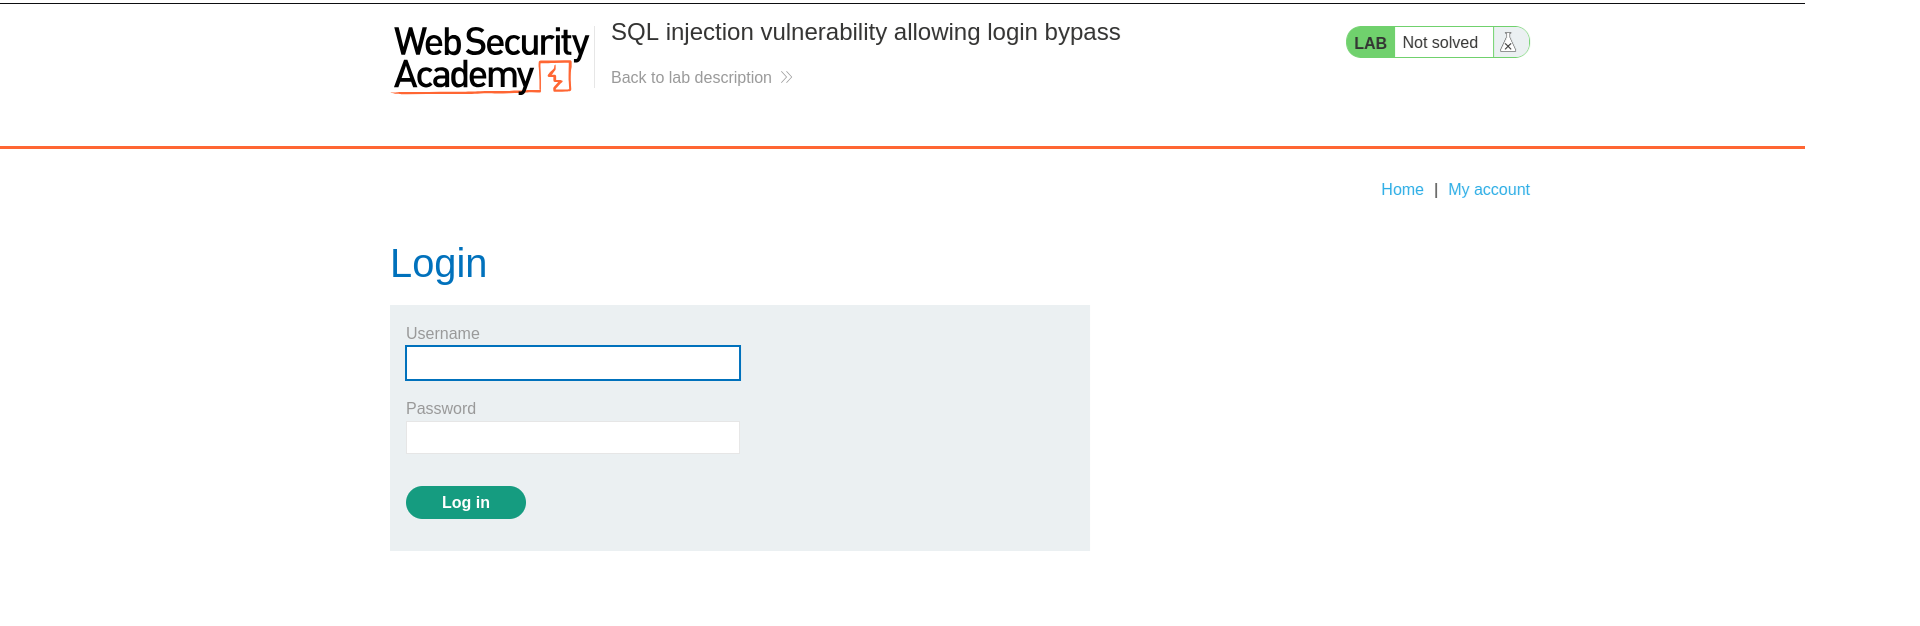 Web Security
Academy
SQL injection vulnerability allowing login bypass
Back to lab description
LAB Not solved
Home | My account
Login
Username
Password
Log in